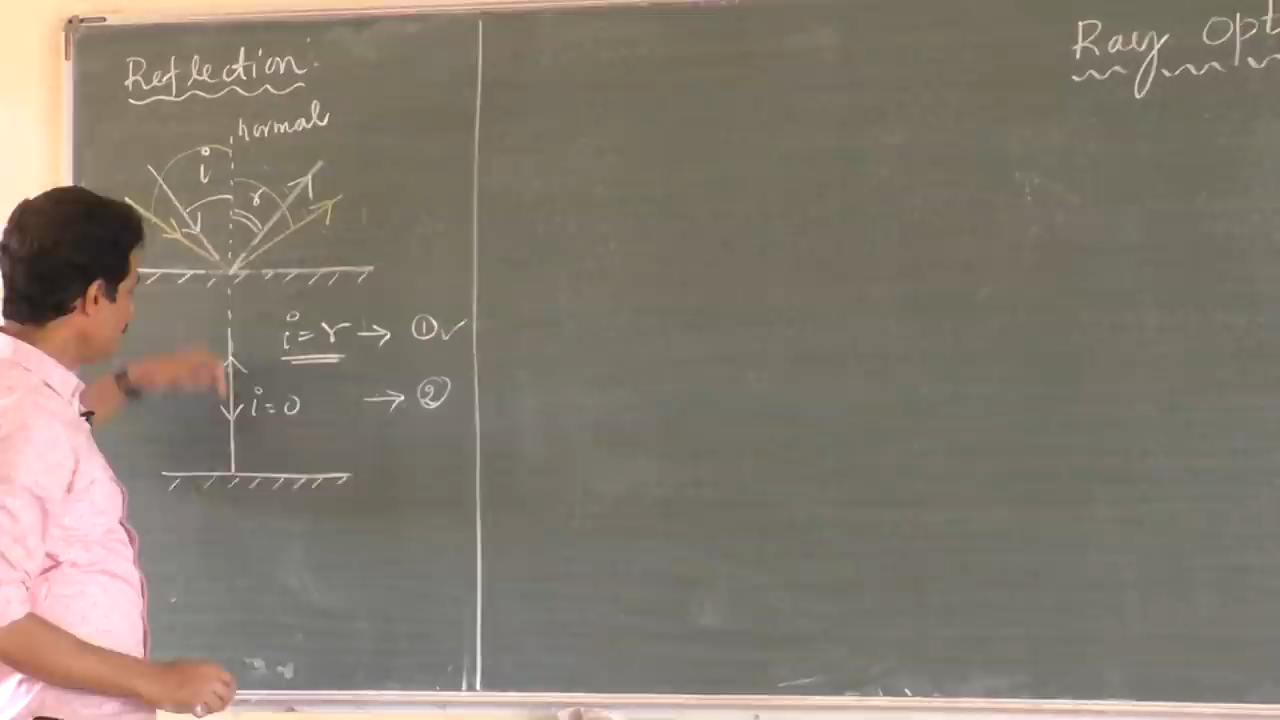 Reflection:
normal
i
r
i = r → ①✓
i = 0 → ②
Ray Opt